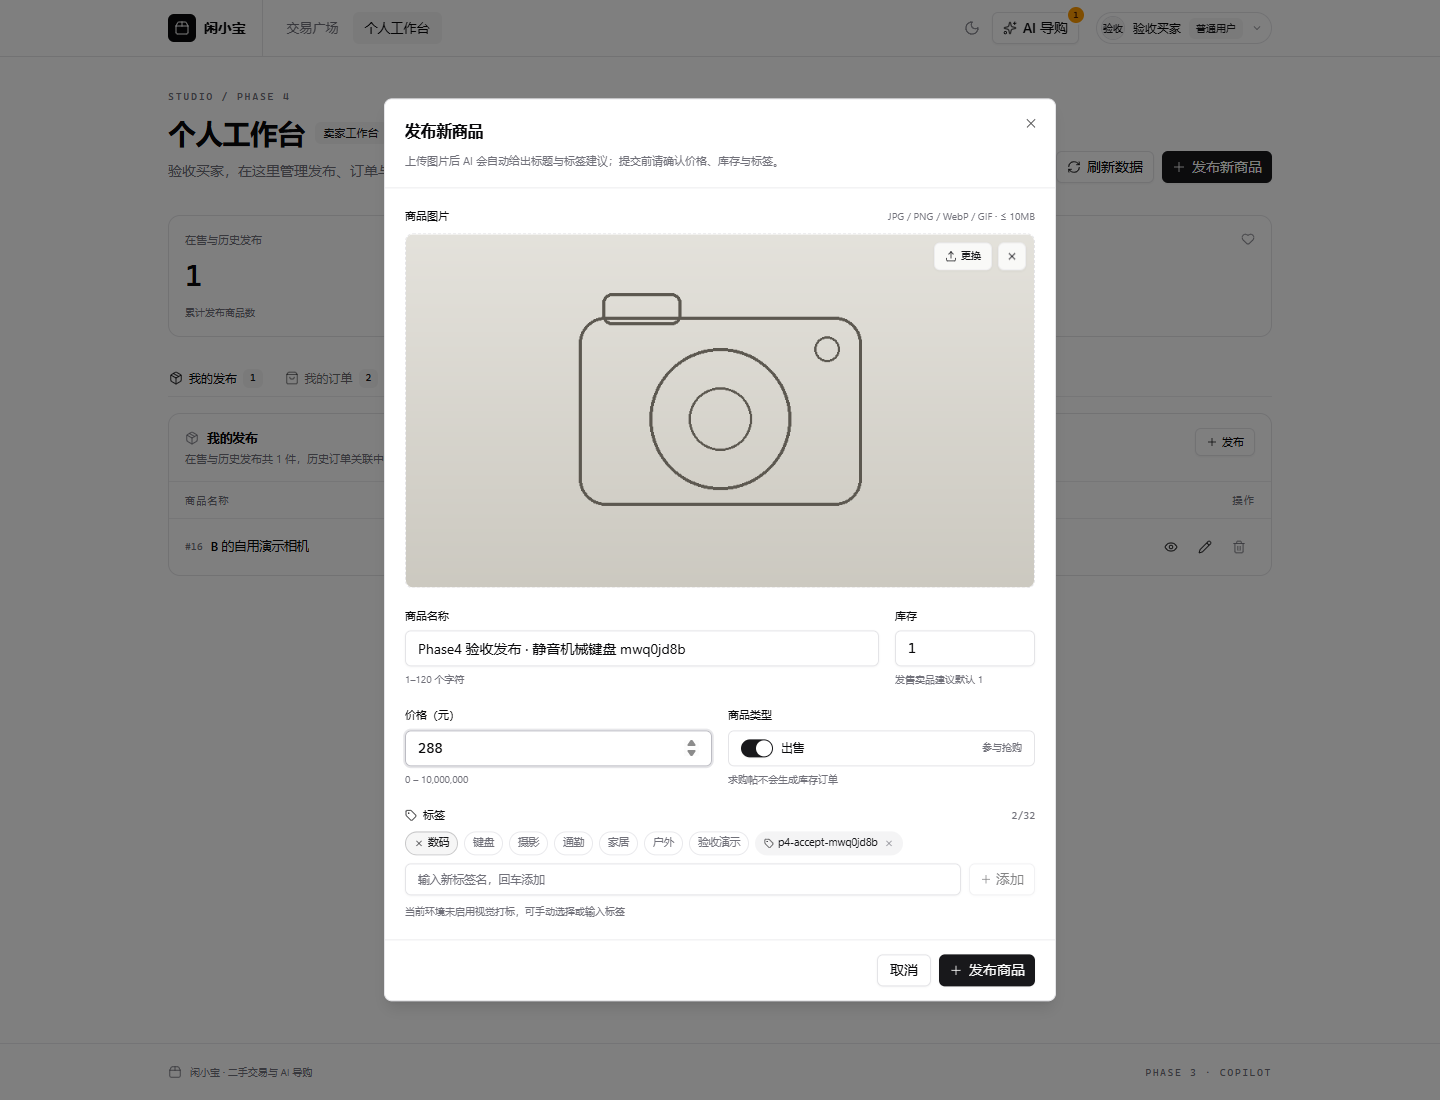 闲小宝
交易广场
个人工作台
AI 导购
1
验收
验收买家
普通用户
STUDIO / PHASE 4
个人工作台
卖家工作台
验收买家，在这里管理发布、订单与
刷新数据
发布新商品
在售与历史发布
1
累计发布商品数
我的发布
1
我的订单
2
我的发布
在售与历史发布共 1 件，历史订单关联中
发布
商品名称
操作
#16
B 的自用演示相机
发布新商品
上传图片后 AI 会自动给出标题与标签建议；提交前请确认价格、库存与标签。
商品图片
JPG / PNG / WebP / GIF · ≤ 10MB
更换
商品名称
库存
Phase4 验收发布 · 静音机械键盘 mwq0jd8b
1
1–120 个字符
发售卖品建议默认 1
价格（元）
商品类型
288
出售
参与抢购
0 – 10,000,000
求购帖不会生成库存订单
标签
2/32
数码
键盘
摄影
通勤
家居
户外
验收演示
p4-accept-mwq0jd8b
输入新标签名，回车添加
添加
当前环境未启用视觉打标，可手动选择或输入标签
取消
发布商品
闲小宝 · 二手交易与 AI 导购
PHASE 3 · COPILOT